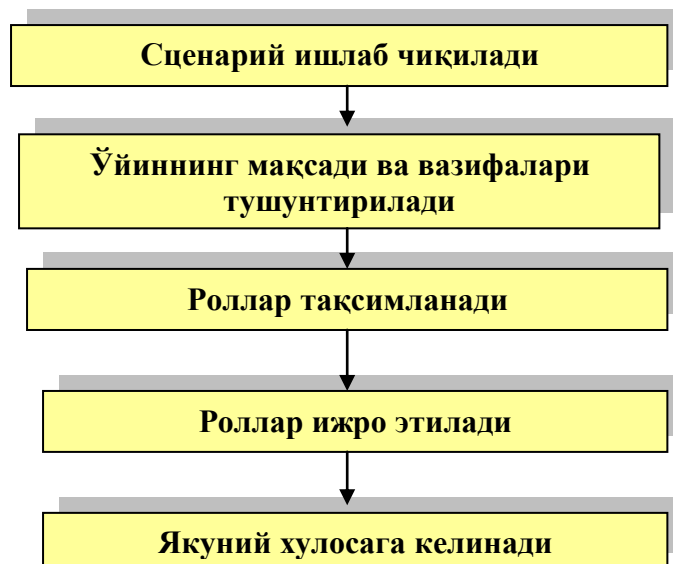 Сценарий ишлаб чиқилади
Ўйиннинг мақсади ва вазифалари
тушунтирилади
Роллар тақсимланади
Роллар ижро этилади
Якуний хулосага келинади